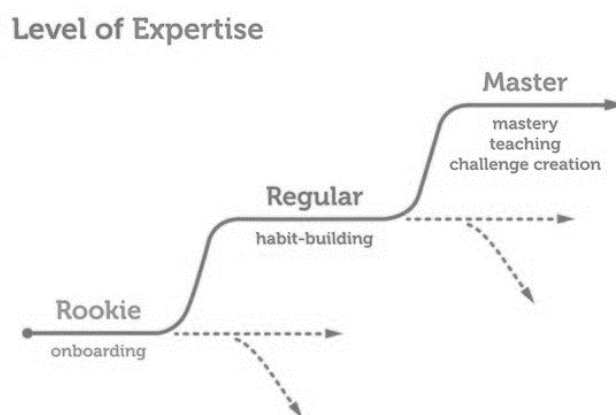 Level of Expertise
Master
mastery
teaching
challenge creation
Regular
habit-building
Rookie
onboarding